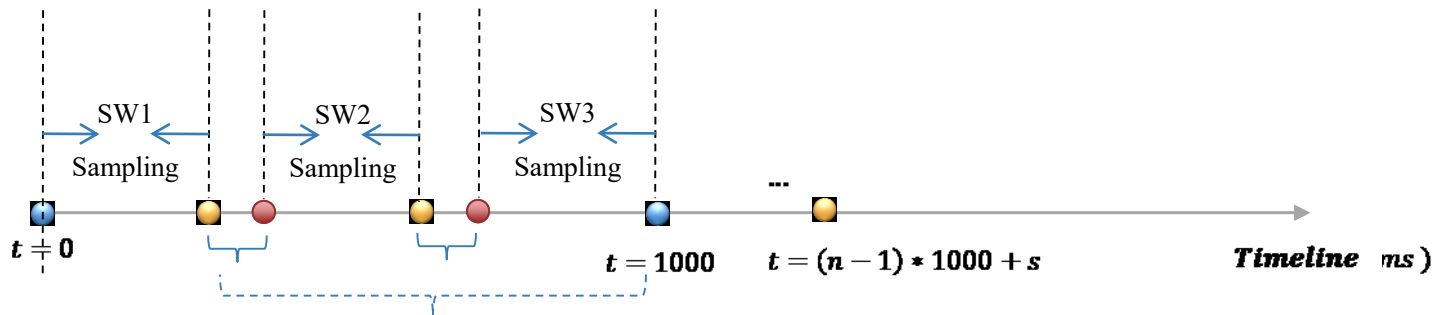 SW1
Sampling
SW2
Sampling
SW3
Sampling
...
t = 0
t = 1000
t = (n − 1) * 1000 + s
Timeline ms )